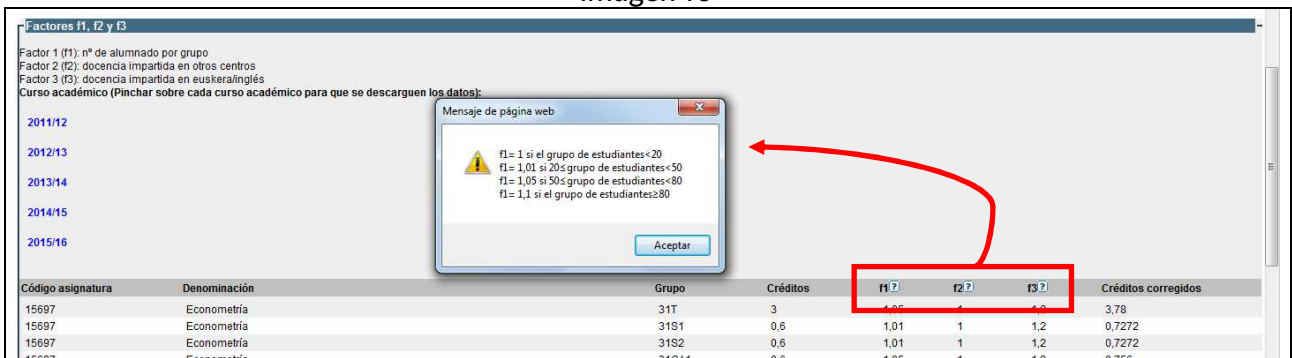 Factores f1, f2 y f3
Factor 1 (f1): nº de alumnado por grupo
Factor 2 (f2): docencia impartida en otros centros
Factor 3 (f3): docencia impartida en euskera/inglés
Curso académico (Pinchar sobre cada curso académico para que se descarguen los datos):
2011/12
2012/13
2013/14
2014/15
2015/16
Mensaje de página web
f1= 1 si el grupo de estudiantes<20
f1= 1,01 si 20≤grupo de estudiantes<50
f1= 1,05 si 50≤grupo de estudiantes<80
f1= 1,1 si el grupo de estudiantes≥80
Aceptar
Código asignatura Denominación Grupo Créditos f1? f2? f3? Créditos corregidos
15697 Econometría 31T 3 1,05 1 1,2 3,78
15697 Econometría 31S1 0,6 1,01 1 1,2 0,7272
15697 Econometría 31S2 0,6 1,01 1 1,2 0,7272